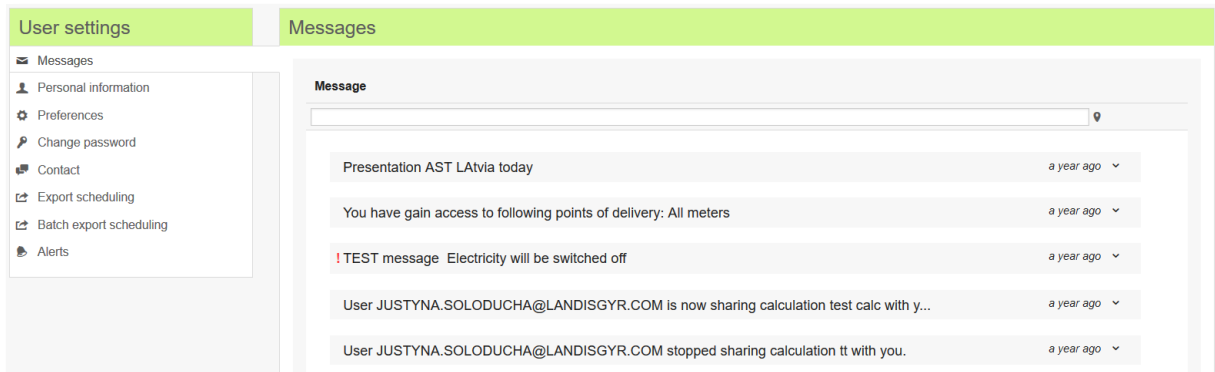 User settings
Messages
Messages
Personal information
Preferences
Change password
Contact
Export scheduling
Batch export scheduling
Alerts
Message
Presentation AST LAtvia today a year ago
You have gain access to following points of delivery: All meters a year ago
! TEST message Electricity will be switched off a year ago
User JUSTYNA.SOLODUCHA@LANDISGYR.COM is now sharing calculation test calc with y... a year ago
User JUSTYNA.SOLODUCHA@LANDISGYR.COM stopped sharing calculation tt with you. a year ago